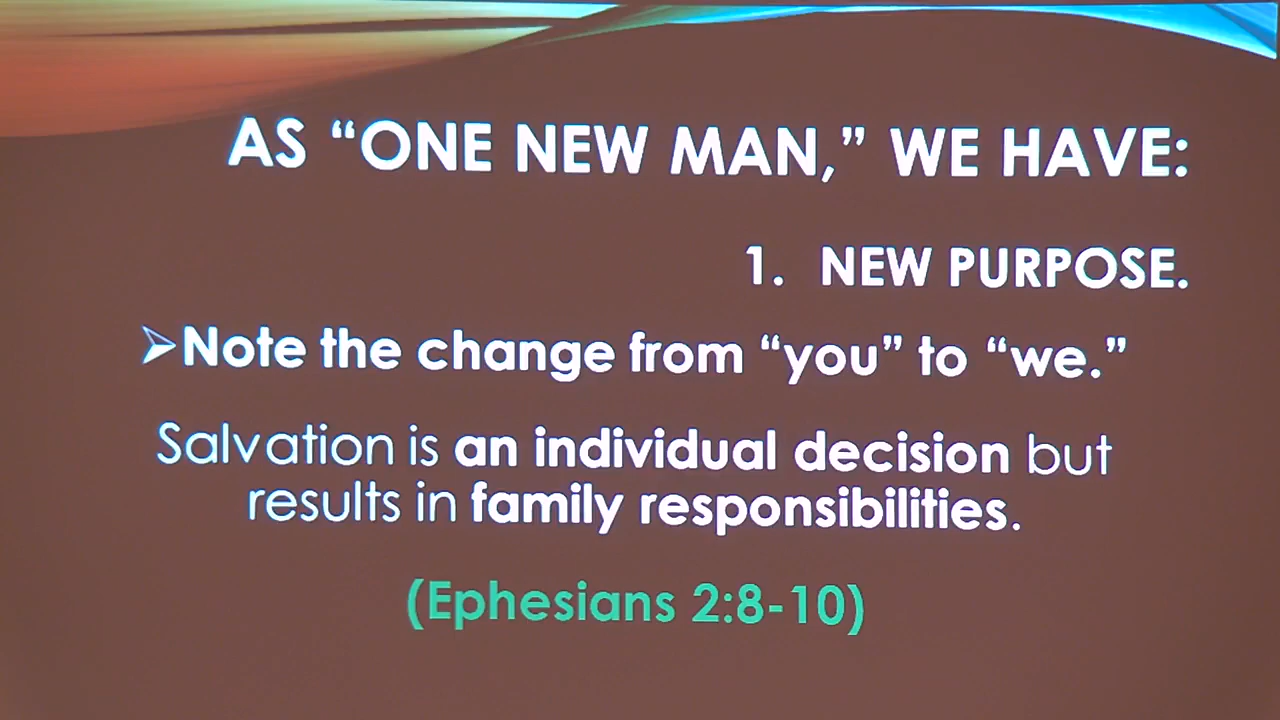 AS “ONE NEW MAN,” WE HAVE:
1. NEW PURPOSE.
➢Note the change from “you” to “we.”
Salvation is an individual decision but
results in family responsibilities.
(Ephesians 2:8-10)